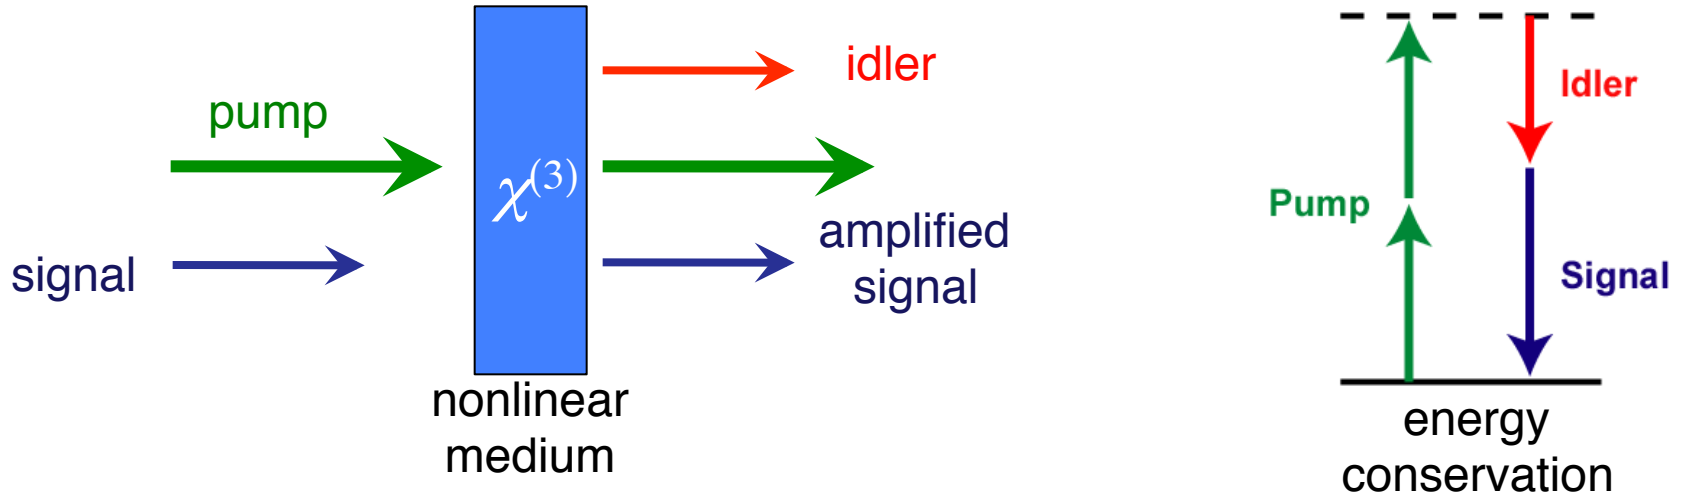 pump
signal
χ(3)
nonlinear
medium
idler
amplified
signal
Pump
Idler
Signal
energy
conservation